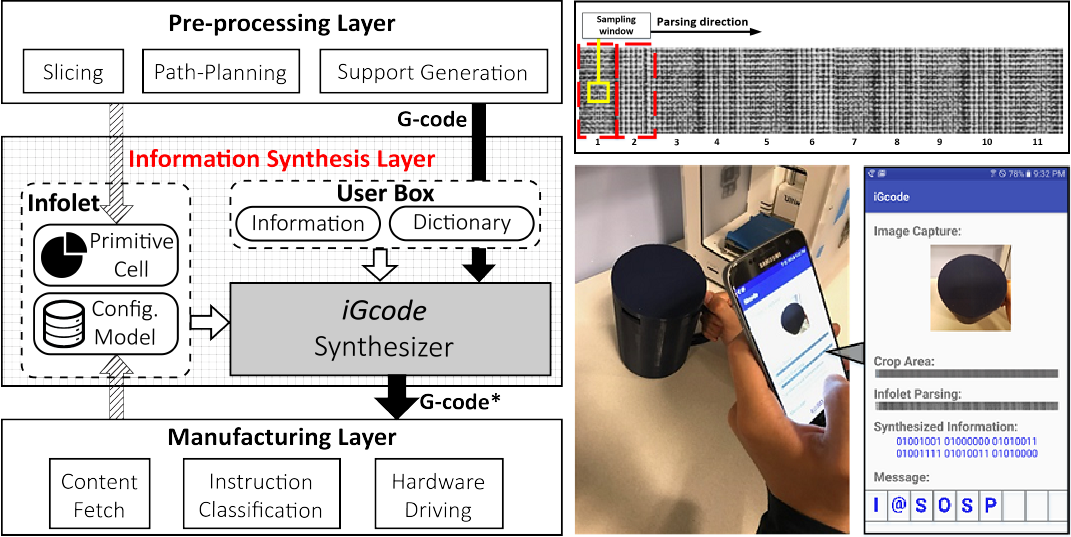 Pre-processing Layer
Slicing
Path-Planning
Support Generation
G-code
Information Synthesis Layer
Infolet
Primitive
Cell
Config.
Model
User Box
Information
Dictionary
iGcode
Synthesizer
G-code*
Manufacturing Layer
Content
Fetch
Instruction
Classification
Hardware
Driving
Sampling
window
Parsing direction
1 2 3 4 5 6 7 8 9 10 11
SAMSUNG
78% 9:32 PM
iGcode
Image Capture:
Crop Area:
Infolet Parsing:
Synthesized Information:
01001001 01000000 01010011
01001111 01010011 01010000
Message:
I @ S O S P